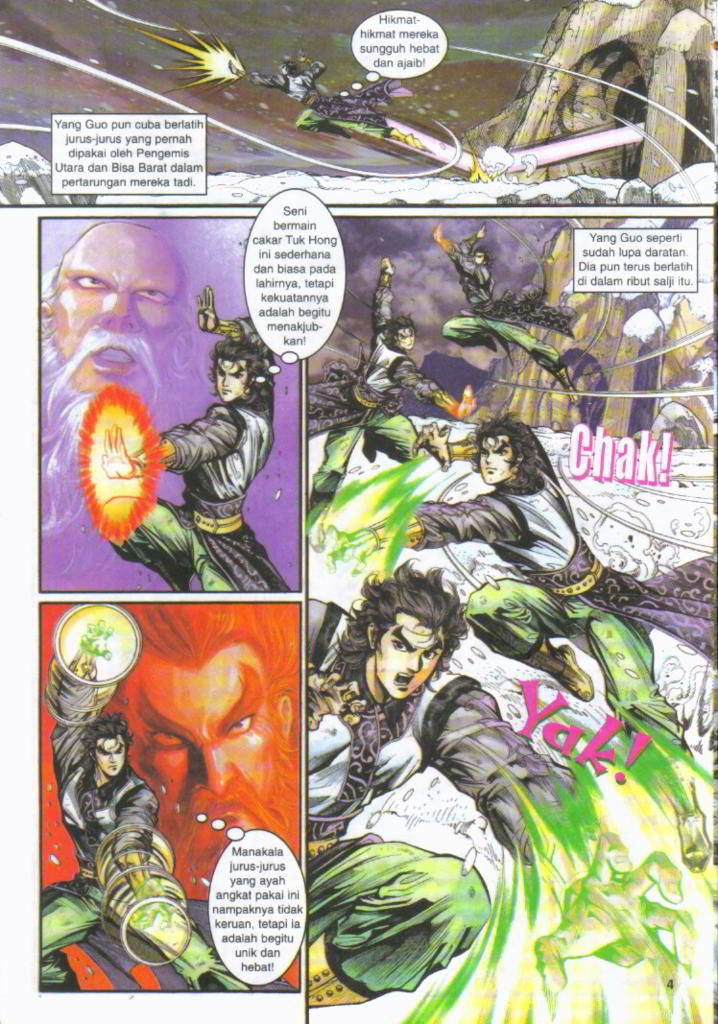 Hikmat-
hikmat mereka
sungguh hebat
dan ajaib!
Yang Guo pun cuba berlatih
jurus-jurus yang pernah
dipakai oleh Pengemis
Utara dan Bisa Barat dalam
pertarungan mereka tadi.
Seni
bermain
cakar Tuk Hong
ini sederhana
dan biasa pada
lahirnya, tetapi
kekuatannya
adalah begitu
menakjub-
kan!
Yang Guo seperti
sudah lupa daratan.
Dia pun terus berlatih
di dalam ribut salji itu.
Chak!
Yak!
Manakala
jurus-jurus
yang ayah
angkat pakai ini
nampaknya tidak
keruan, tetapi ia
adalah begitu
unik dan
hebat!
4